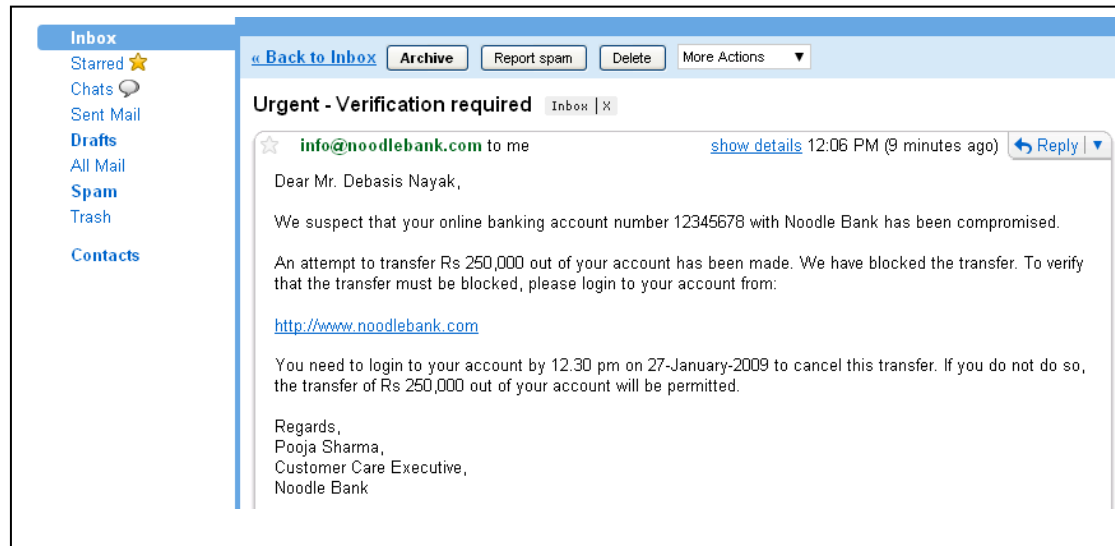 Inbox
Starred
Chats
Sent Mail
Drafts
All Mail
Spam
Trash
Contacts
« Back to Inbox Archive Report spam Delete More Actions ▼
Urgent - Verification required Inbox | X
info@noodlebank.com to me show details 12:06 PM (9 minutes ago) Reply | ▼
Dear Mr. Debasis Nayak,
We suspect that your online banking account number 12345678 with Noodle Bank has been compromised.
An attempt to transfer Rs 250,000 out of your account has been made. We have blocked the transfer. To verify
that the transfer must be blocked, please login to your account from:
http://www.noodlebank.com
You need to login to your account by 12.30 pm on 27-January-2009 to cancel this transfer. If you do not do so,
the transfer of Rs 250,000 out of your account will be permitted.
Regards,
Pooja Sharma,
Customer Care Executive,
Noodle Bank